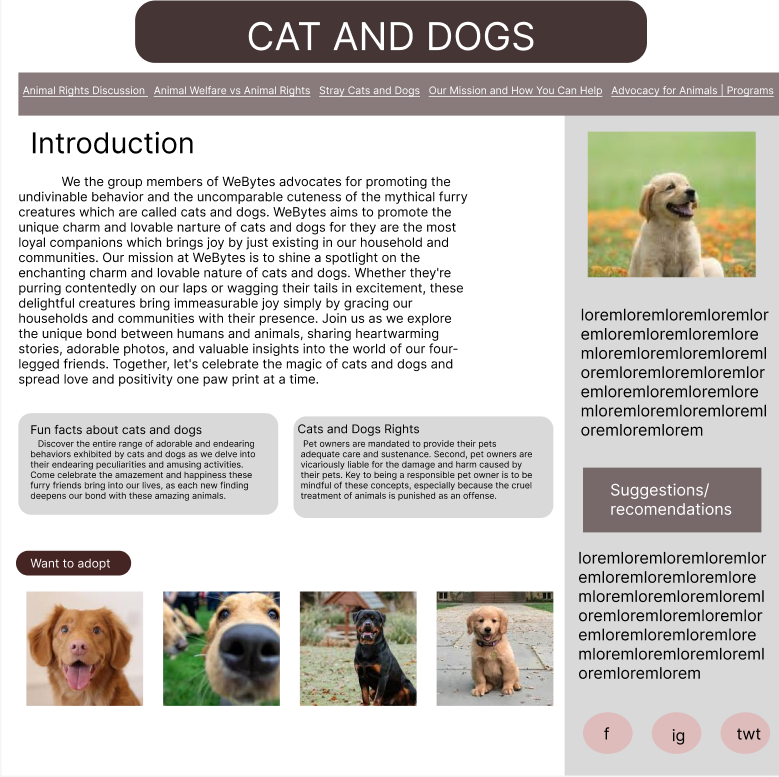 CAT AND DOGS
Animal Rights Discussion Animal Welfare vs Animal Rights Stray Cats and Dogs Our Mission and How You Can Help Advocacy for Animals | Programs
Introduction
We the group members of WeBytes advocates for promoting the
undivinable behavior and the uncomparable cuteness of the mythical furry
creatures which are called cats and dogs. WeBytes aims to promote the
unique charm and lovable narture of cats and dogs for they are the most
loyal companions which brings joy by just existing in our household and
communities. Our mission at WeBytes is to shine a spotlight on the
enchanting charm and lovable nature of cats and dogs. Whether they're
purring contentedly on our laps or wagging their tails in excitement, these
delightful creatures bring immeasurable joy simply by gracing our
households and communities with their presence. Join us as we explore
the unique bond between humans and animals, sharing heartwarming
stories, adorable photos, and valuable insights into the world of our four-
legged friends. Together, let's celebrate the magic of cats and dogs and
spread love and positivity one paw print at a time.
Fun facts about cats and dogs
Discover the entire range of adorable and endearing
behaviors exhibited by cats and dogs as we delve into
their endearing peculiarities and amusing activities.
Come celebrate the amazement and happiness these
furry friends bring into our lives, as each new finding
deepens our bond with these amazing animals.
Cats and Dogs Rights
Pet owners are mandated to provide their pets
adequate care and sustenance. Second, pet owners are
vicariously liable for the damage and harm caused by
their pets. Key to being a responsible pet owner is to be
mindful of these concepts, especially because the cruel
treatment of animals is punished as an offense.
Want to adopt
loremloremloremloremlor
emloremloremloremlore
mloremloremloremloreml
oremloremloremloremlor
emloremloremloremlore
mloremloremloremloreml
oremloremlorem
Suggestions/
recomendations
loremloremloremloremlor
emloremloremloremlore
mloremloremloremloreml
oremloremloremloremlor
emloremloremloremlore
mloremloremloremloreml
oremloremlorem
f ig twt